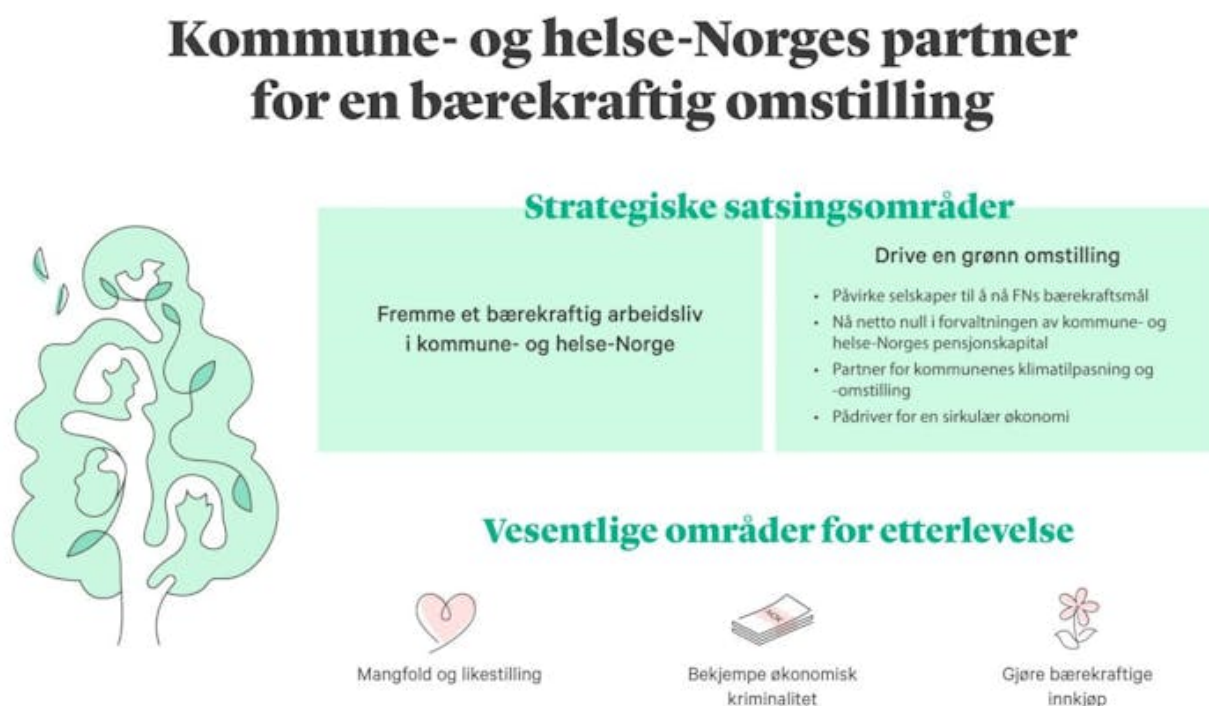 Kommune- og helse-Norges partner
for en bærekraftig omstilling
Strategiske satsingsområder
Fremme et bærekraftig arbeidsliv
i kommune- og helse-Norge
Drive en grønn omstilling
• Påvirke selskaper til å nå FNs bærekraftsmål
• Nå netto null i forvaltningen av kommune- og
helse-Norges pensjonskapital
• Partner for kommunenes klimatilpasning og
-omstilling
• Pådriver for en sirkulær økonomi
Vesentlige områder for etterlevelse
NOK
Mangfold og likestilling
Bekjempe økonomisk
kriminalitet
Gjøre bærekraftige
innkjøp